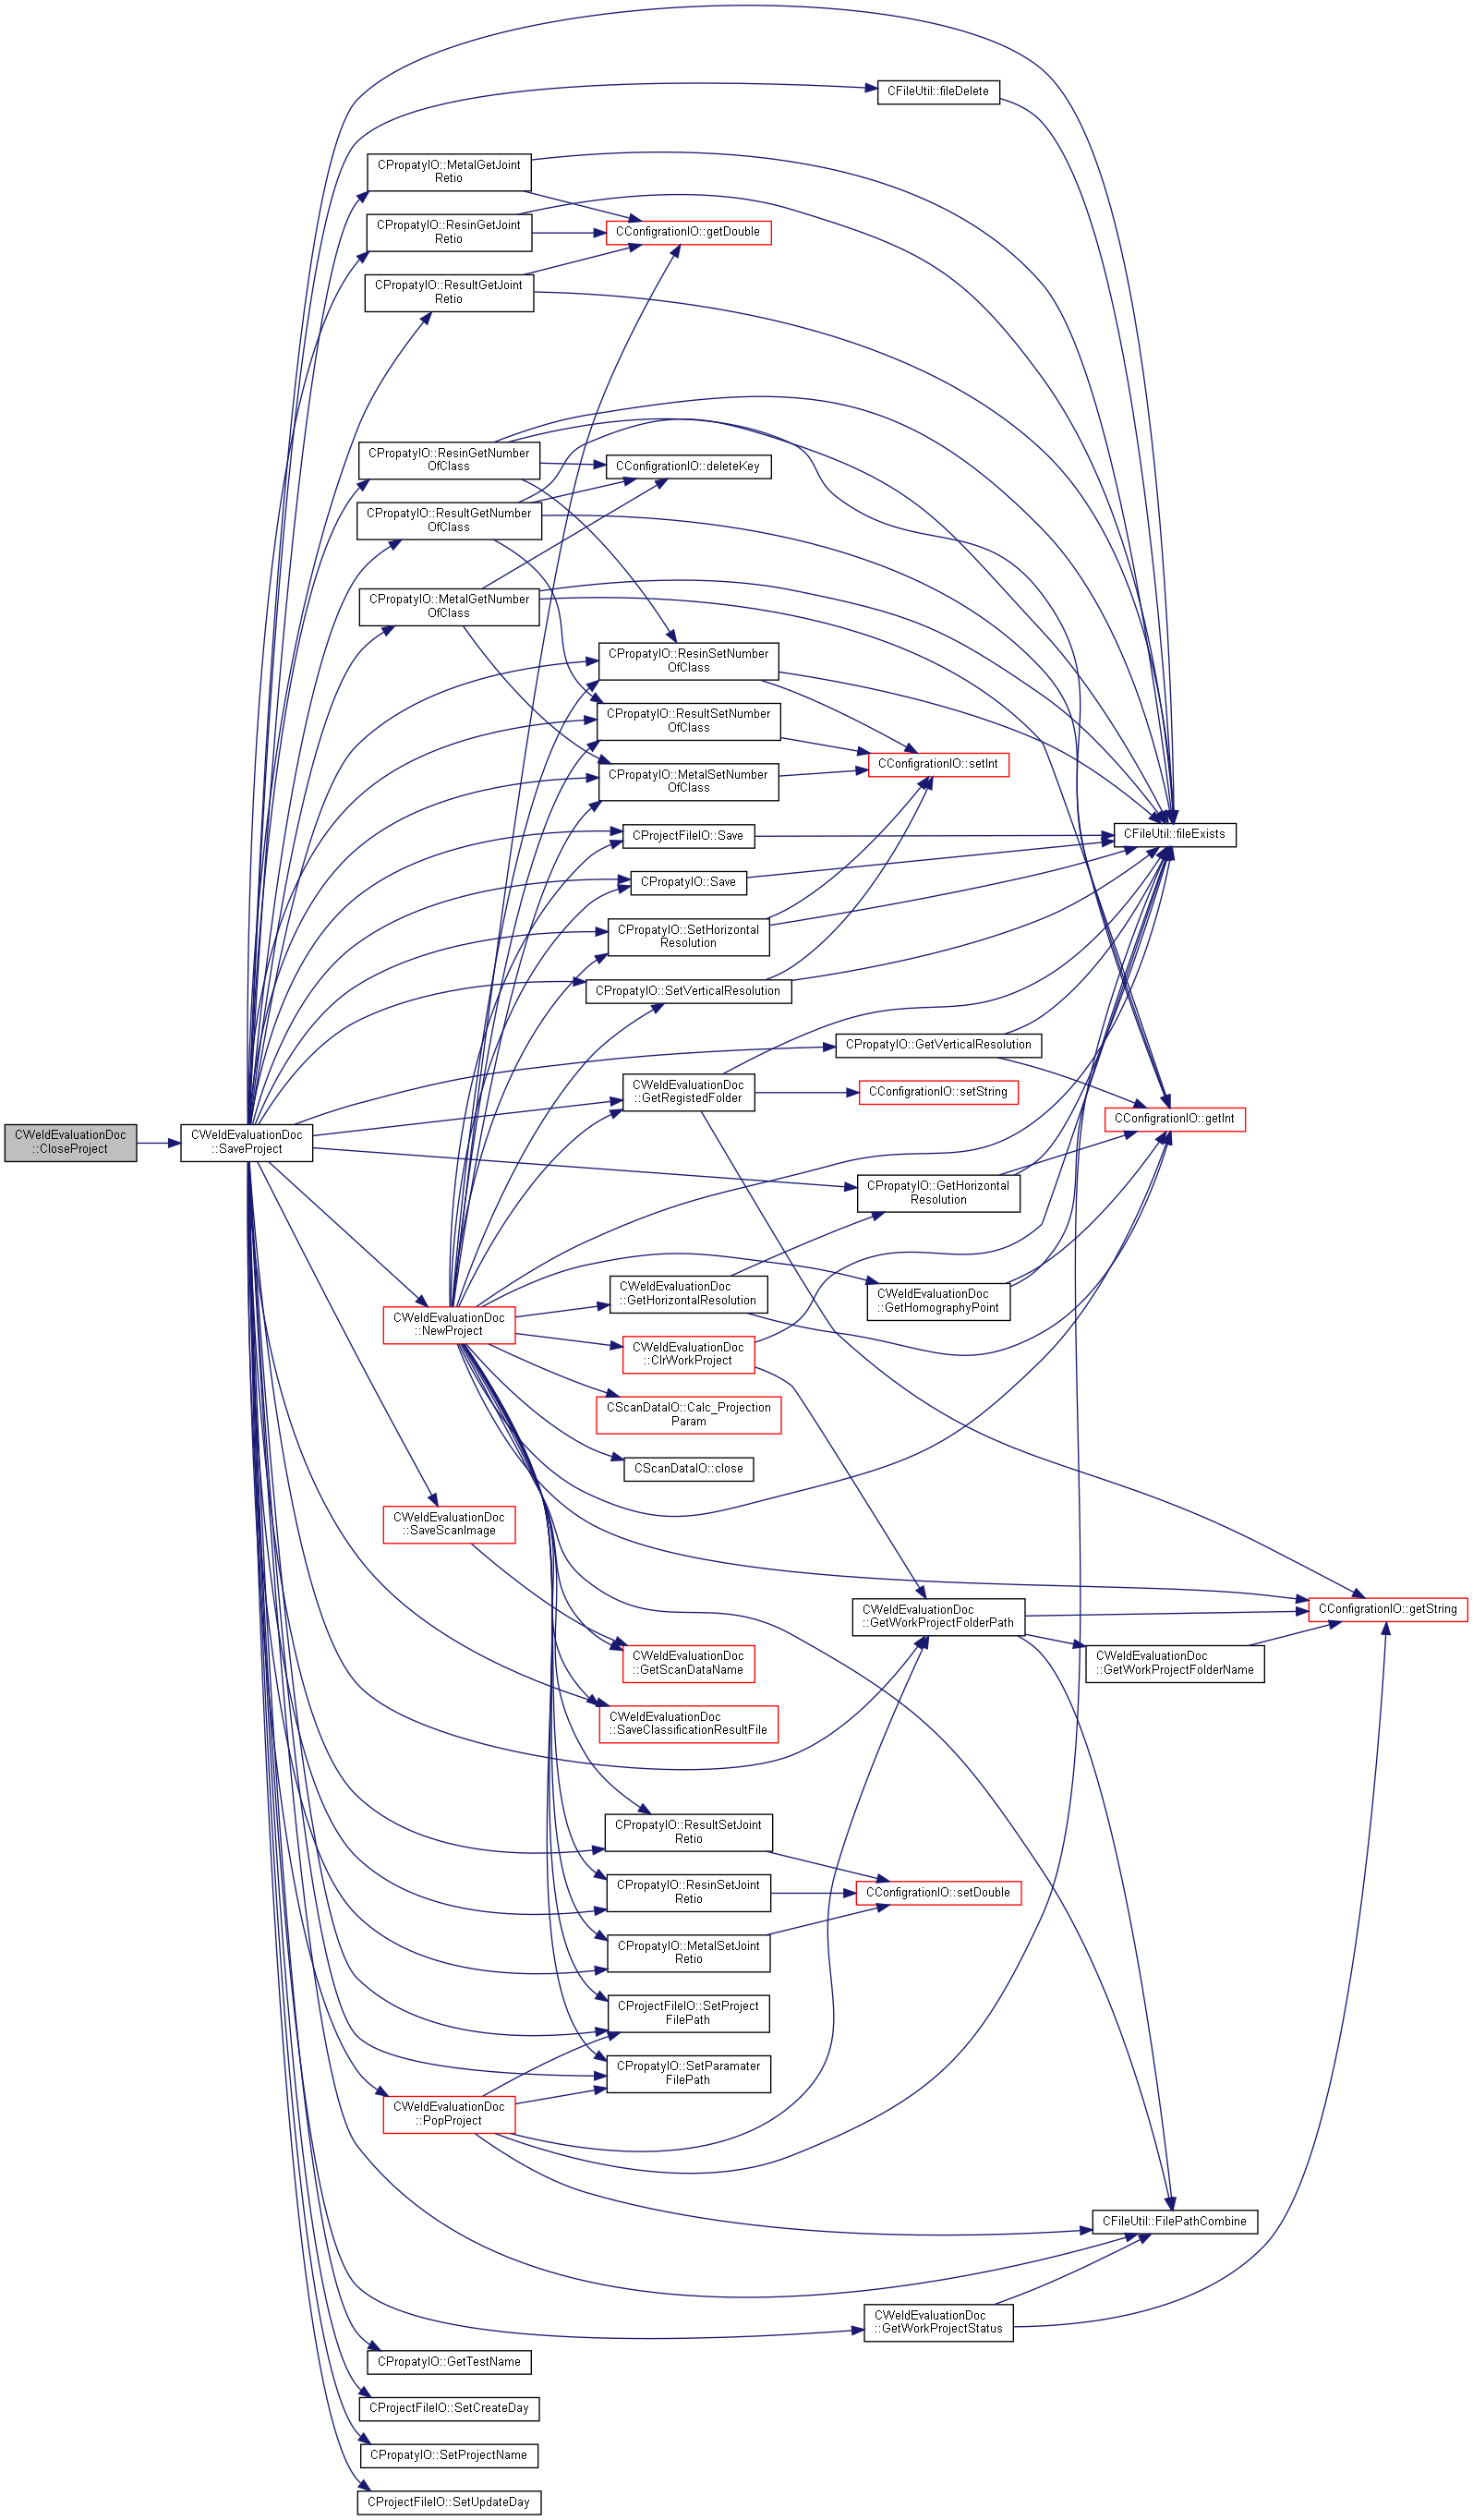 CFileUtil::fileDelete
CPropatyIO::MetalGetJoint
Retio
CPropatyIO::ResinGetJoint
Retio
CConfigrationIO::getDouble
CPropatyIO::ResultGetJoint
Retio
CPropatyIO::ResinGetNumber
OfClass
CConfigrationIO::deleteKey
CPropatyIO::ResultGetNumber
OfClass
CPropatyIO::MetalGetNumber
OfClass
CPropatyIO::ResinSetNumber
OfClass
CPropatyIO::ResultSetNumber
OfClass
CConfigrationIO::setInt
CPropatyIO::MetalSetNumber
OfClass
CProjectFileIO::Save
CFileUtil::fileExists
CPropatyIO::Save
CPropatyIO::SetHorizontal
Resolution
CPropatyIO::SetVerticalResolution
CPropatyIO::GetVerticalResolution
CWeldEvaluationDoc
::GetRegistedFolder
CConfigrationIO::setString
CConfigrationIO::getInt
CWeldEvaluationDoc
::CloseProject
CWeldEvaluationDoc
::SaveProject
CPropatyIO::GetHorizontal
Resolution
CWeldEvaluationDoc
::GetHorizontalResolution
CWeldEvaluationDoc
::GetHomographyPoint
CWeldEvaluationDoc
::NewProject
CWeldEvaluationDoc
::ClrWorkProject
CScanDataIO::Calc_Projection
Param
CScanDataIO::close
CWeldEvaluationDoc
::SaveScanImage
CWeldEvaluationDoc
::GetWorkProjectFolderPath
CConfigrationIO::getString
CWeldEvaluationDoc
::GetScanDataName
CWeldEvaluationDoc
::GetWorkProjectFolderName
CWeldEvaluationDoc
::SaveClassificationResultFile
CPropatyIO::ResultSetJoint
Retio
CPropatyIO::ResinSetJoint
Retio
CConfigrationIO::setDouble
CPropatyIO::MetalSetJoint
Retio
CProjectFileIO::SetProject
FilePath
CPropatyIO::SetParamater
FilePath
CWeldEvaluationDoc
::PopProject
CFileUtil::FilePathCombine
CWeldEvaluationDoc
::GetWorkProjectStatus
CPropatyIO::GetTestName
CProjectFileIO::SetCreateDay
CPropatyIO::SetProjectName
CProjectFileIO::SetUpdateDay